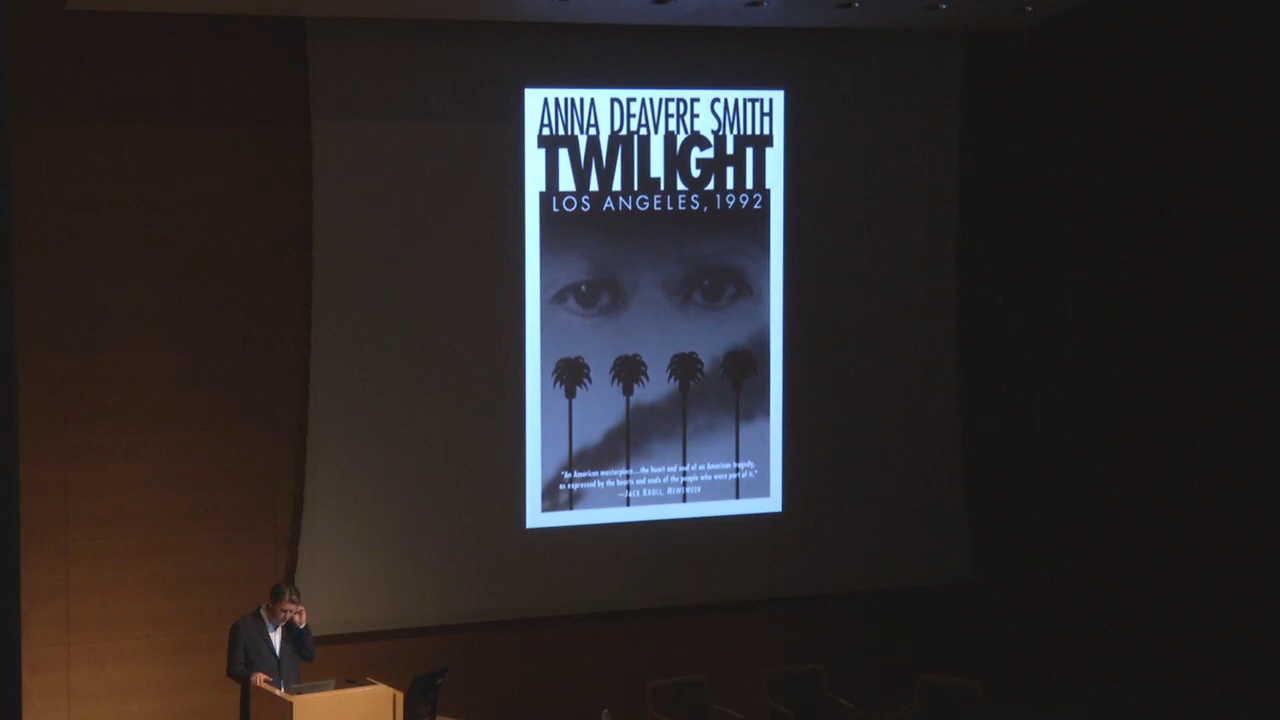 ANNA DEAVERE SMITH
TWILIGHT
LOS ANGELES, 1992
"An American masterpiece...the heart and soul of an American tragedy,
as expressed by the hearts and souls of the people who were part of it."
—JACK KROLL, NEWSWEEK